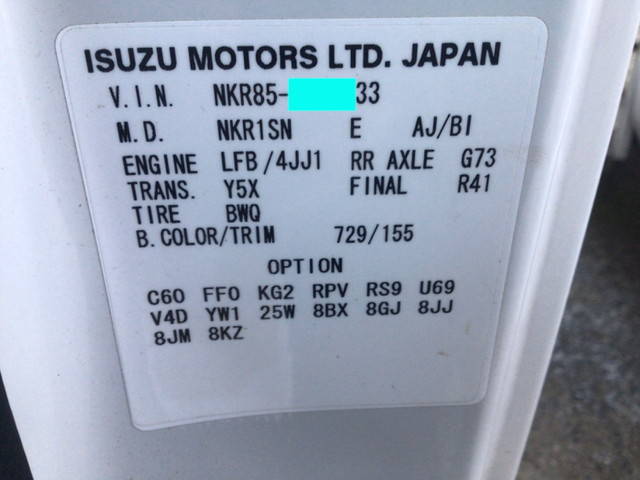 ISUZU MOTORS LTD. JAPAN
V.I.N. NKR85- 33
M.D. NKR1SN E AJ/BI
ENGINE LFB/4JJ1 RR AXLE G73
TRANS. Y5X FINAL R41
TIRE BWQ
B.COLOR/TRIM 729/155
OPTION
C60 FF0 KG2 RPV RS9 U69
V4D YW1 25W 8BX 8GJ 8JJ
8JM 8KZ